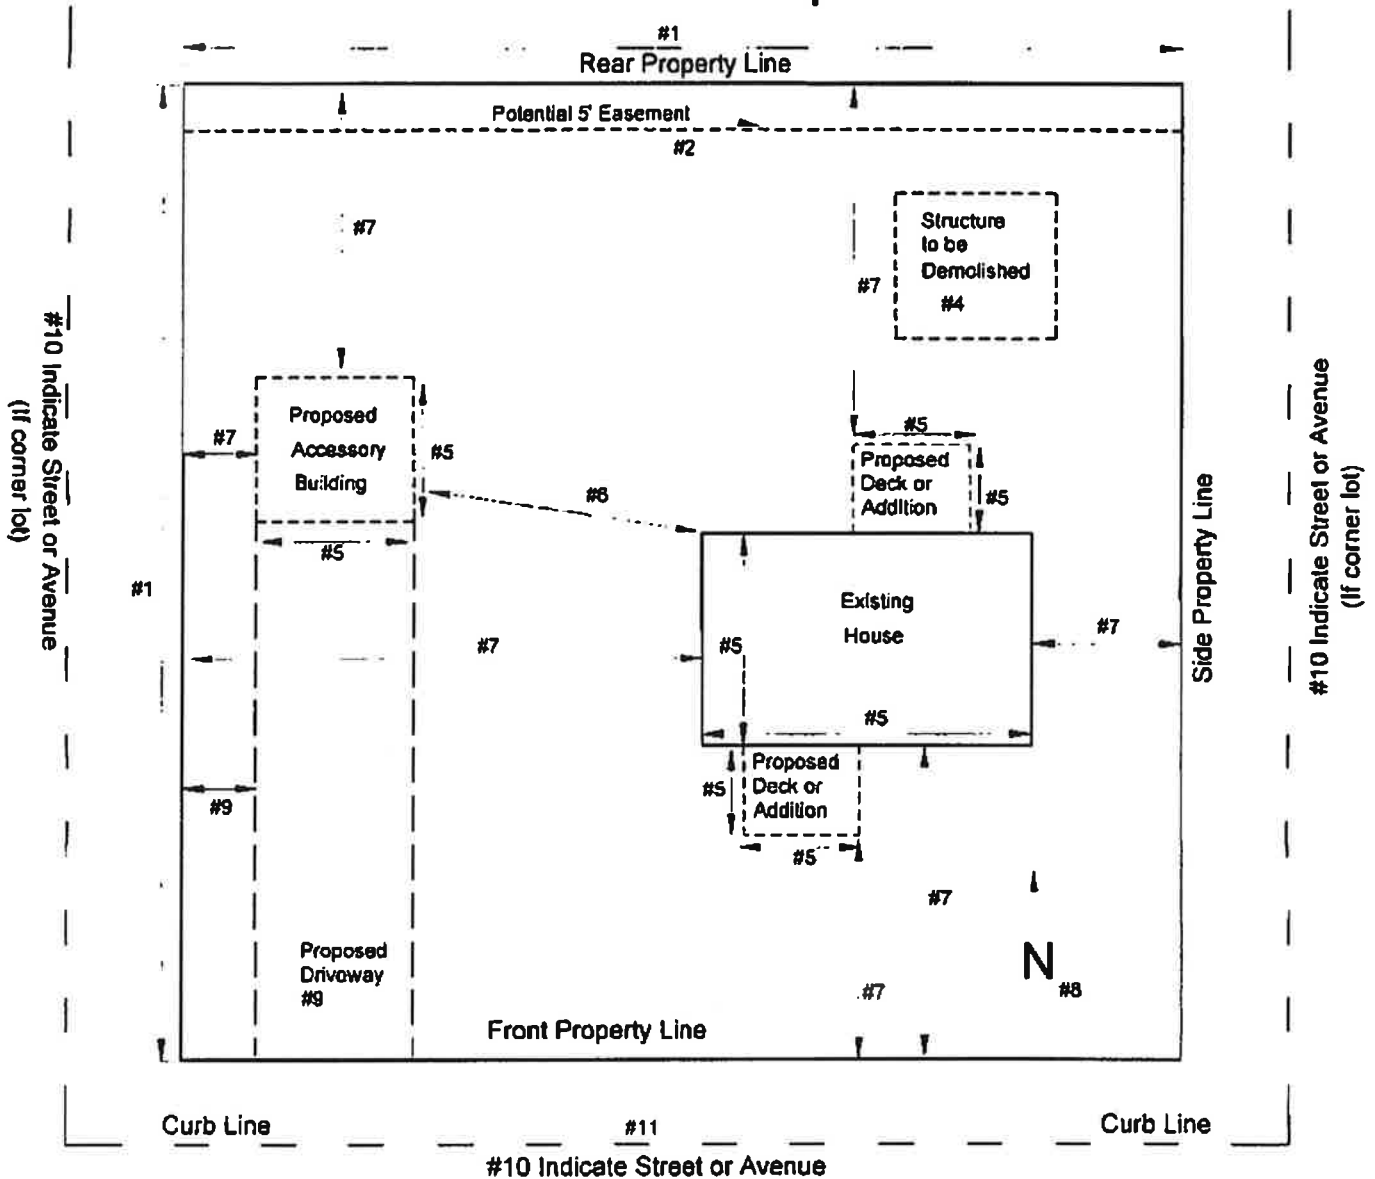 #1
Rear Property Line
Potential 5' Easement
#2
#7
Structure
to be
Demolished
#4
#7
#10 Indicate Street or Avenue
(If corner lot)
Proposed
Accessory
Building
#7
#5
#5
#6
#5
Proposed
Deck or
Addition
#5
Side Property Line
#10 Indicate Street or Avenue
(If corner lot)
#1
Existing
House
#7
#5
#7
#5
#9
#5
Proposed
Deck or
Addition
#5
#7
Proposed
Driveway
#9
N
#8
#7
Front Property Line
Curb Line
#11
Curb Line
#10 Indicate Street or Avenue